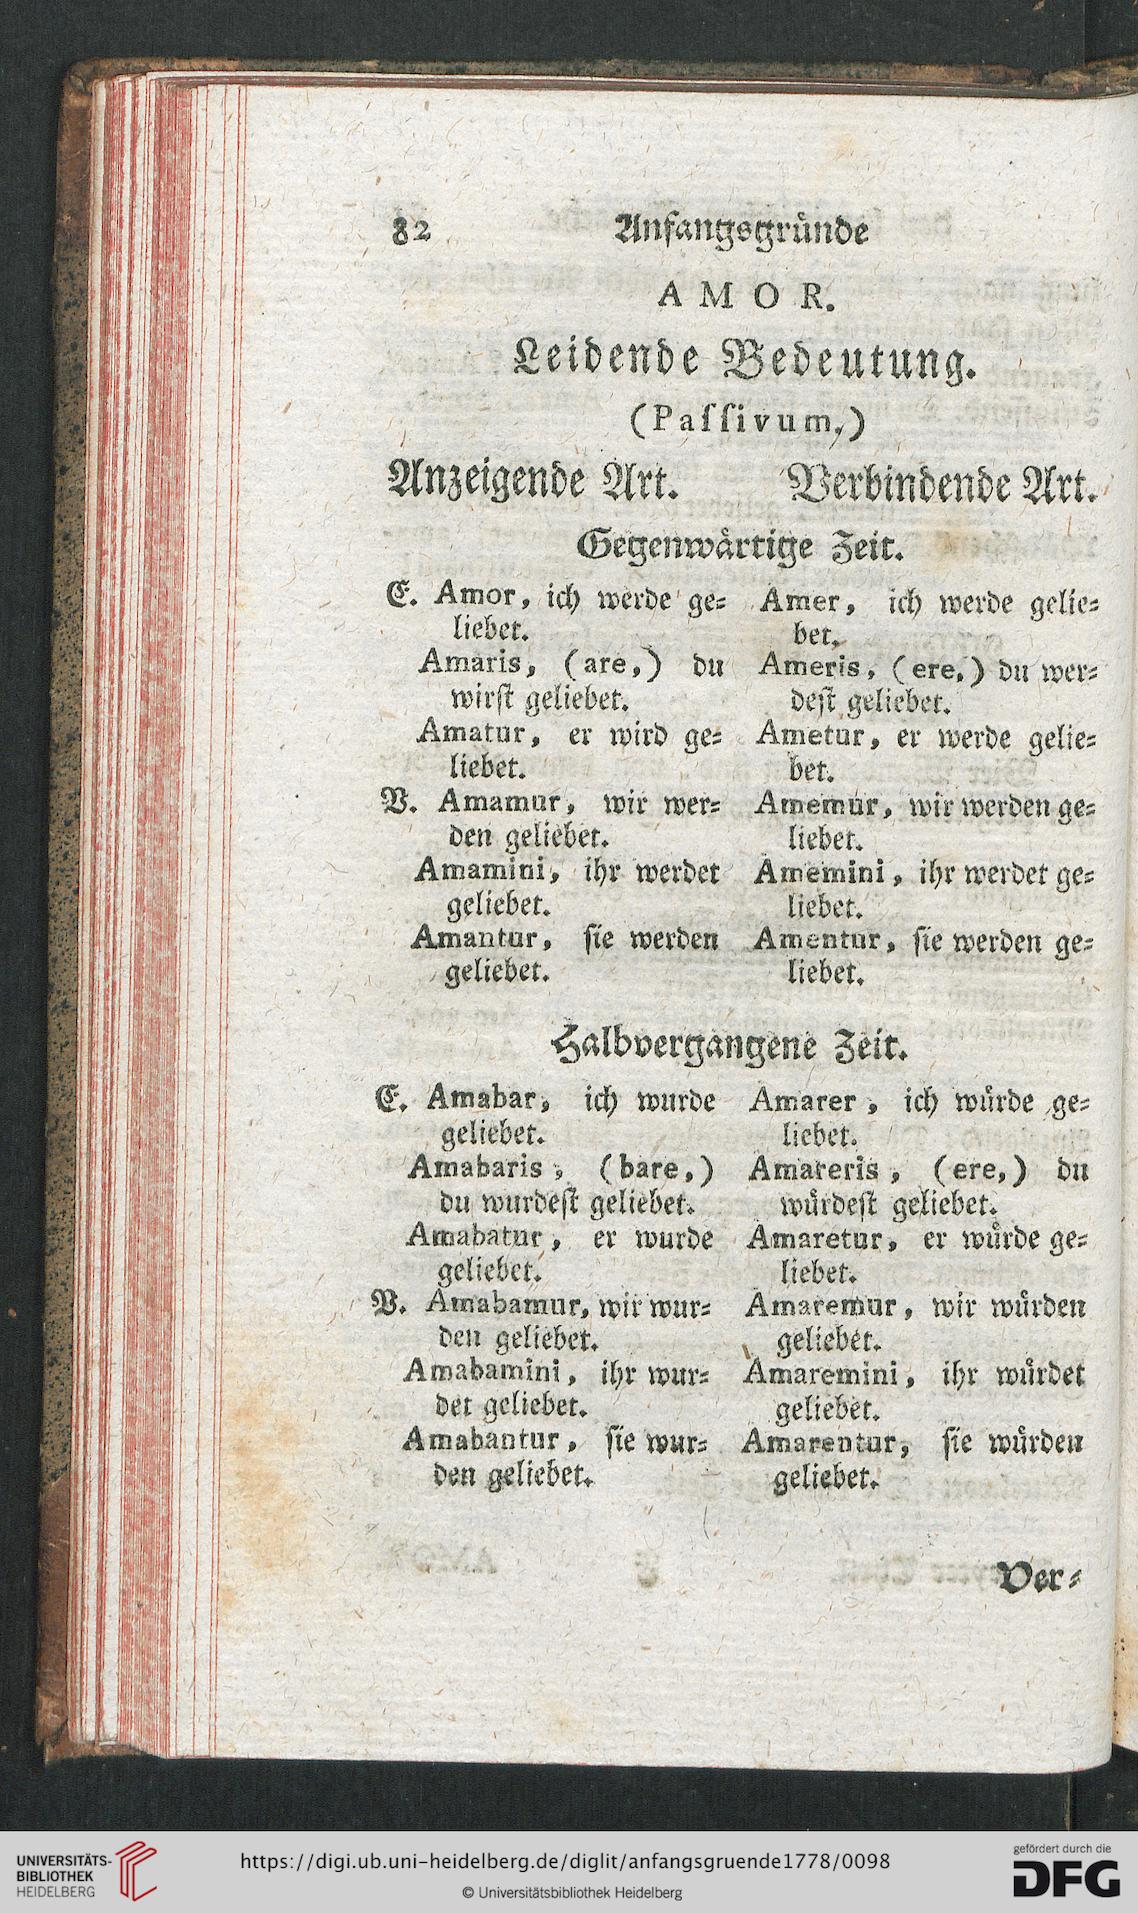 82 Anfangsgründe
AMOR.
Leidende Bedeutung.
(Paſſivum,)
Anzeigende Art. Verbindende Art.
Gegenwärtige Zeit.
E. Amor, ich werde ge-
liebet.
Amaris, (are,) du
wirſt geliebet.
Amatur, er wird ge-
liebet.
V. Amamur, wir wer-
den geliebet.
Amamini, ihr werdet
geliebet.
Amantur, ſie werden
geliebet.
Amer, ich werde gelie-
bet.
Ameris, (ere,) du wer-
deſt geliebet.
Ametur, er werde gelie-
bet.
Amemur, wir werden ge-
liebet.
Amemini, ihr werdet ge-
liebet.
Amentur, ſie werden ge-
liebet.
Halbvergangene Zeit.
E. Amabar, ich wurde
geliebet.
Amabaris, (bare,)
du wurdeſt geliebet.
Amabatur, er wurde
geliebet.
V. Amabamur, wir wur-
den geliebet.
Amabamini, ihr wur-
det geliebet.
Amabantur, ſie wur-
den geliebet.
Amarer, ich würde ge-
liebet.
Amareris, (ere,) du
würdeſt geliebet.
Amaretur, er würde ge-
liebet.
Amaremur, wir würden
geliebet.
Amaremini, ihr würdet
geliebet.
Amarentur, ſie würden
geliebet.
Ver-
UNIVERSITÄTS-
BIBLIOTHEK
HEIDELBERG
https://digi.ub.uni-heidelberg.de/diglit/anfangsgruende1778/0098
© Universitätsbibliothek Heidelberg
gefördert durch die
DFG